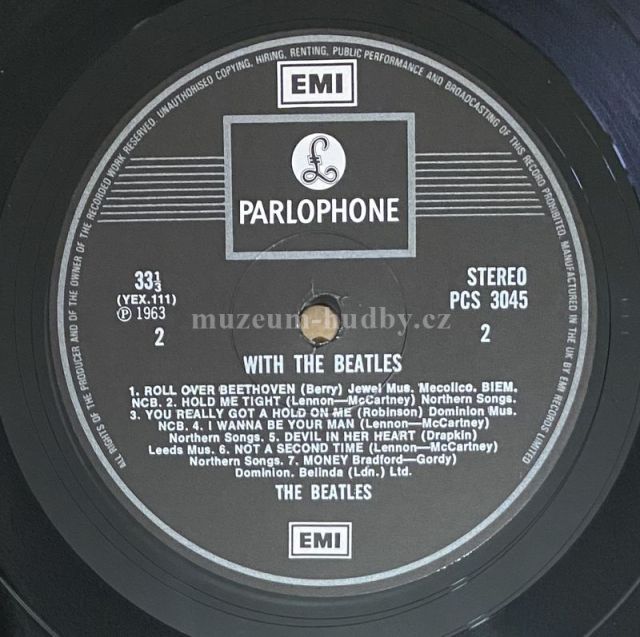 ALL RIGHTS OF THE PRODUCER AND OF THE OWNER OF THE RECORDED WORK RESERVED. UNAUTHORISED COPYING, HIRING, RENTING, PUBLIC PERFORMANCE AND BROADCASTING OF THIS RECORD PROHIBITED. MANUFACTURED IN THE UK BY EMI RECORDS LIMITED
EMI
£
PARLOPHONE
33⅓
(YEX.111)
Ⓟ 1963
2
STEREO
PCS 3045
2
muzeum-hudby.cz
WITH THE BEATLES
1. ROLL OVER BEETHOVEN (Berry) Jewel Mus. Mecolico. BIEM.
NCB. 2. HOLD ME TIGHT (Lennon—McCartney) Northern Songs.
3. YOU REALLY GOT A HOLD ON ME (Robinson) Dominion Mus.
NCB. 4. I WANNA BE YOUR MAN (Lennon—McCartney)
Northern Songs. 5. DEVIL IN HER HEART (Drapkin)
Leeds Mus. 6. NOT A SECOND TIME (Lennon—McCartney)
Northern Songs. 7. MONEY Bradford—Gordy)
Dominion. Belinda (Ldn.) Ltd.
THE BEATLES
EMI